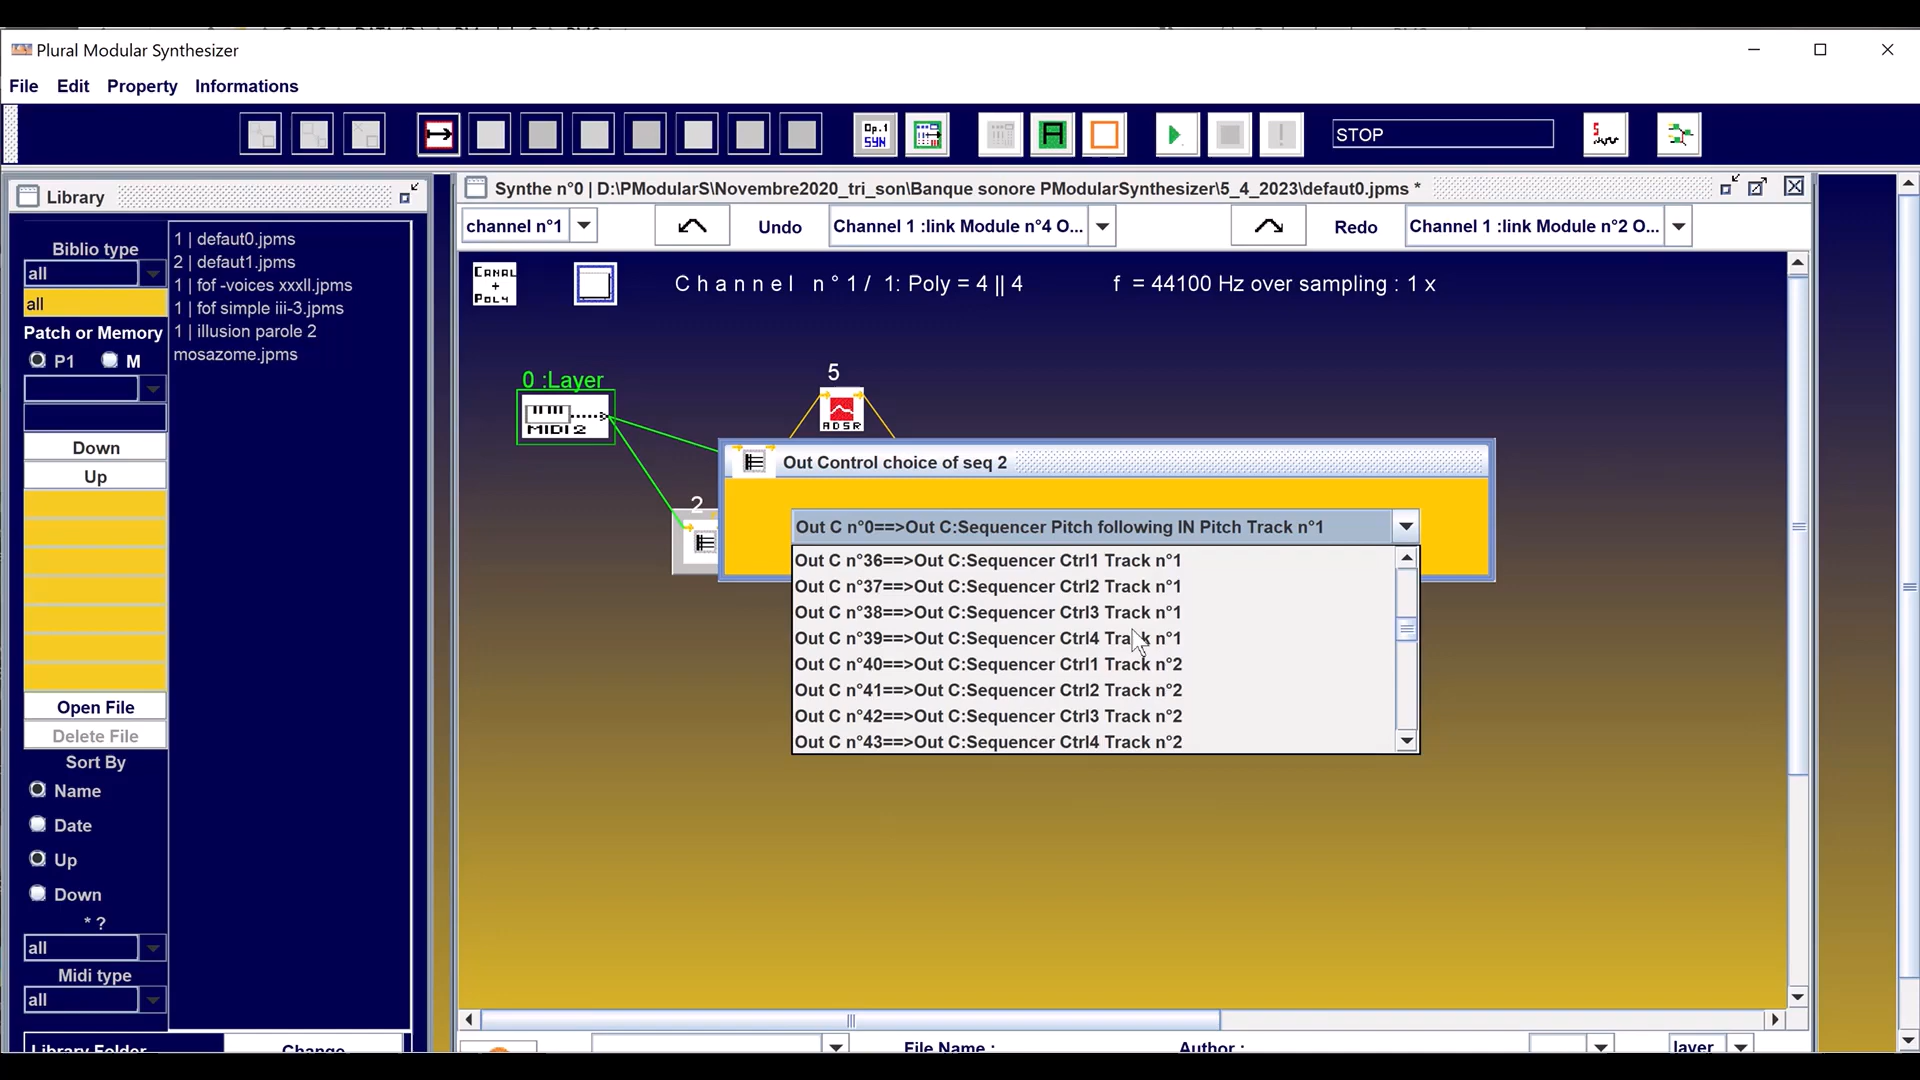 Plural Modular Synthesizer
File Edit Property Informations
Op.1
SYN
A
STOP
Library
Biblio type
all
all
Patch or Memory
P1 M
Down
Up
Open File
Delete File
Sort By
Name
Date
Up
Down
* ?
all
Midi type
all
Library Folder Change
1 | defaut0.jpms
2 | defaut1.jpms
1 | fof -voices xxxll.jpms
1 | fof simple iii-3.jpms
1 | illusion parole 2
mosazome.jpms
Synthe n°0 | D:\PModularS\Novembre2020_tri_son\Banque sonore PModularSynthesizer\5_4_2023\defaut0.jpms *
channel n°1 Undo Channel 1 :link Module n°4 O... Redo Channel 1 :link Module n°2 O...
CANAL
+
POLY
Channel n°1/ 1: Poly = 4 || 4 f = 44100 Hz over sampling : 1 x
0 :Layer
MIDI 2
5
ADSR
2
Out Control choice of seq 2
Out C n°0==>Out C:Sequencer Pitch following IN Pitch Track n°1
Out C n°36==>Out C:Sequencer Ctrl1 Track n°1
Out C n°37==>Out C:Sequencer Ctrl2 Track n°1
Out C n°38==>Out C:Sequencer Ctrl3 Track n°1
Out C n°39==>Out C:Sequencer Ctrl4 Track n°1
Out C n°40==>Out C:Sequencer Ctrl1 Track n°2
Out C n°41==>Out C:Sequencer Ctrl2 Track n°2
Out C n°42==>Out C:Sequencer Ctrl3 Track n°2
Out C n°43==>Out C:Sequencer Ctrl4 Track n°2
File Name : Author : layer